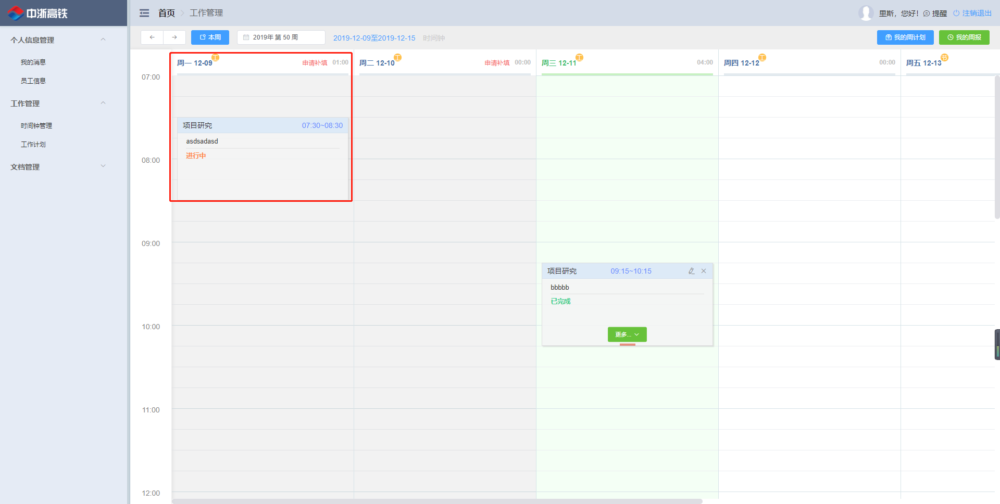 中浙高铁
首页 工作管理
里斯，您好! 提醒 注销退出
个人信息管理
我的消息
员工信息
工作管理
时间钟管理
工作计划
文档管理
本周
2019年 第 50 周
2019-12-09至2019-12-15 时间钟
我的周计划
我的周报
周一 12-09 工 申请补填 01:00
周二 12-10 工 申请补填 00:00
周三 12-11 工 04:00
周四 12-12 工 00:00
周五 12-13 节
07:00
08:00
09:00
10:00
11:00
12:00
项目研究 07:30~08:30
asdsadasd
进行中
项目研究 09:15~10:15
bbbbb
已完成
更多...